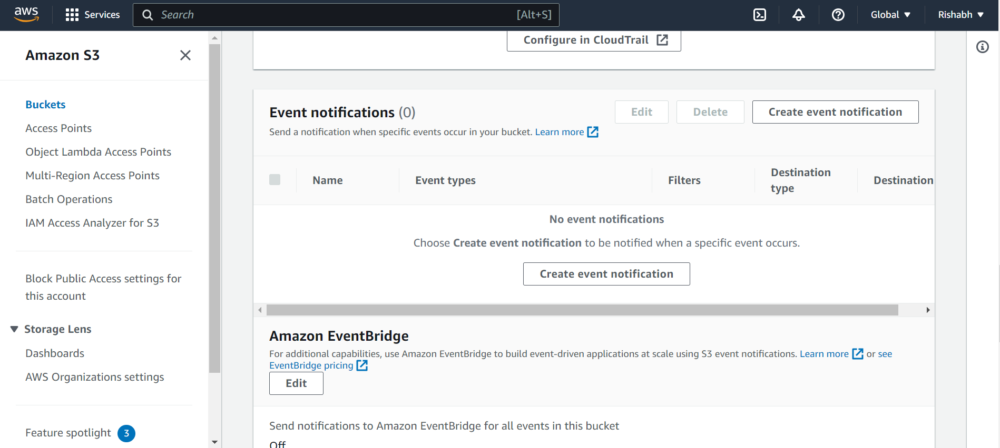 aws
Services
Search
[Alt+S]
Global
Rishabh
Amazon S3
Buckets
Access Points
Object Lambda Access Points
Multi-Region Access Points
Batch Operations
IAM Access Analyzer for S3
Block Public Access settings for
this account
Storage Lens
Dashboards
AWS Organizations settings
Feature spotlight 3
Configure in CloudTrail
Event notifications (0)
Edit
Delete
Create event notification
Send a notification when specific events occur in your bucket. Learn more
Name
Event types
Filters
Destination
type
Destination
No event notifications
Choose Create event notification to be notified when a specific event occurs.
Create event notification
Amazon EventBridge
For additional capabilities, use Amazon EventBridge to build event-driven applications at scale using S3 event notifications. Learn more or see
EventBridge pricing
Edit
Send notifications to Amazon EventBridge for all events in this bucket
Off